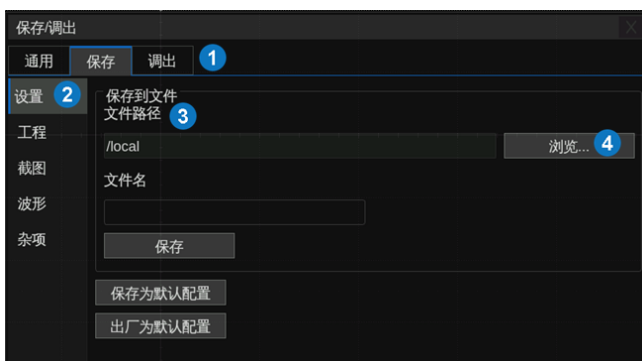 保存/调出 X
通用 保存 调出 1
设置 2
工程
截图
波形
杂项
保存到文件
文件路径 3
/local 浏览... 4
文件名
保存
保存为默认配置
出厂为默认配置